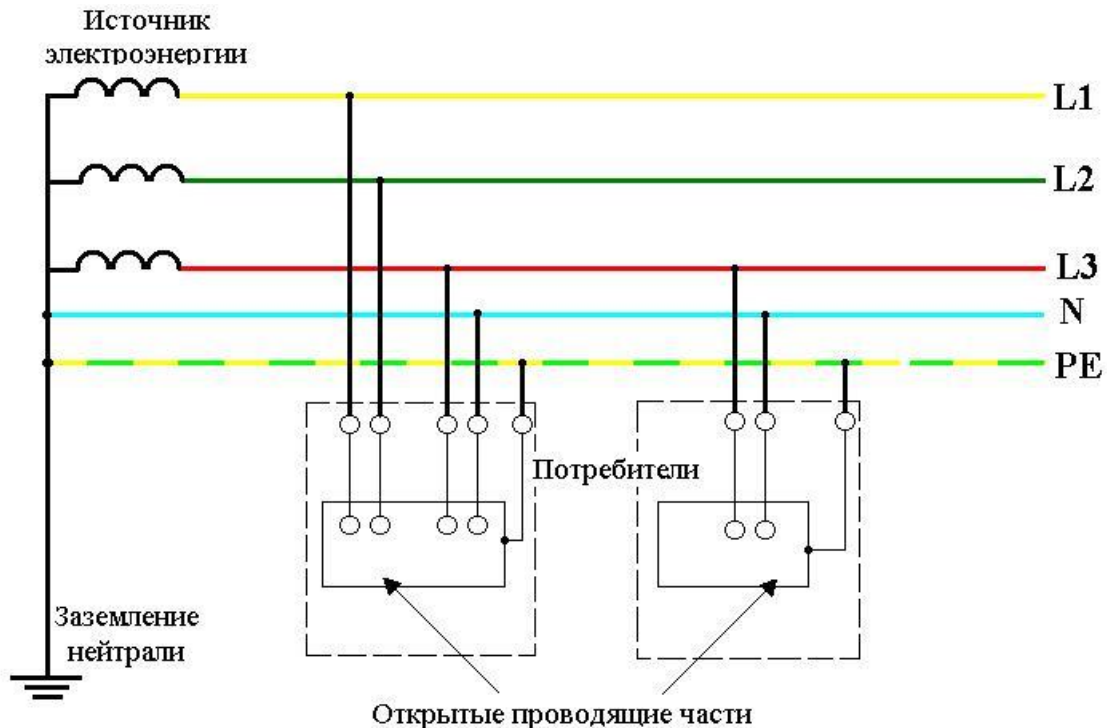 Источник
электроэнергии
L1
L2
L3
N
PE
Потребители
Заземление
нейтрали
Открытые проводящие части